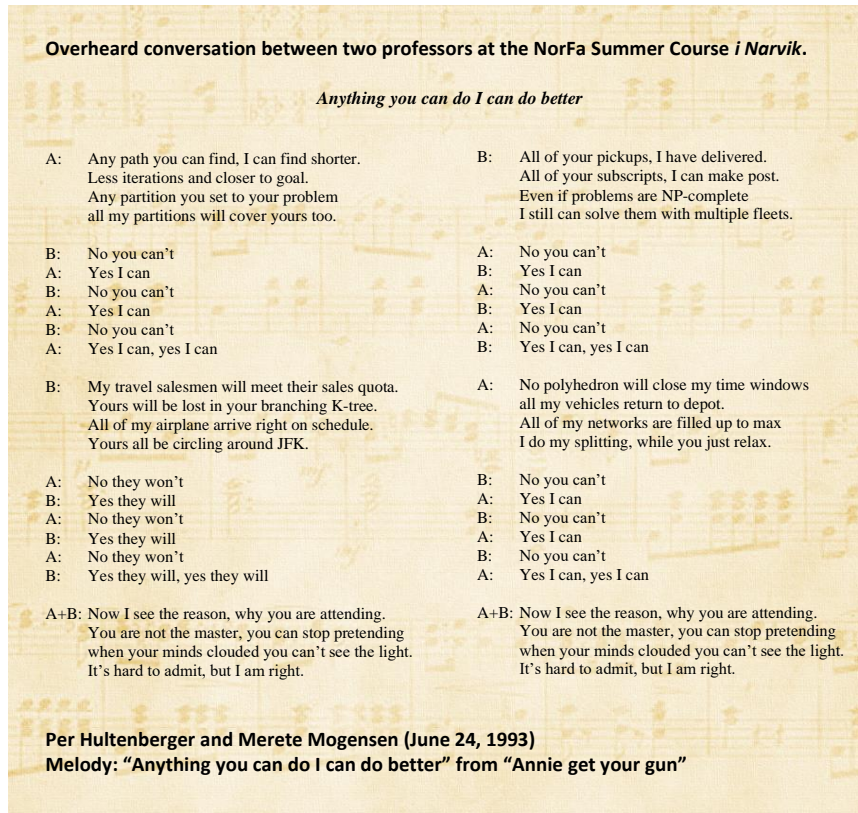 Overheard conversation between two professors at the NorFa Summer Course i Narvik.
Anything you can do I can do better
A: Any path you can find, I can find shorter.
Less iterations and closer to goal.
Any partition you set to your problem
all my partitions will cover yours too.
B: No you can't
A: Yes I can
B: No you can't
A: Yes I can
B: No you can't
A: Yes I can, yes I can
B: My travel salesmen will meet their sales quota.
Yours will be lost in your branching K-tree.
All of my airplane arrive right on schedule.
Yours all be circling around JFK.
A: No they won't
B: Yes they will
A: No they won't
B: Yes they will
A: No they won't
B: Yes they will, yes they will
A+B: Now I see the reason, why you are attending.
You are not the master, you can stop pretending
when your minds clouded you can't see the light.
It's hard to admit, but I am right.
B: All of your pickups, I have delivered.
All of your subscripts, I can make post.
Even if problems are NP-complete
I still can solve them with multiple fleets.
A: No you can't
B: Yes I can
A: No you can't
B: Yes I can
A: No you can't
B: Yes I can, yes I can
A: No polyhedron will close my time windows
all my vehicles return to depot.
All of my networks are filled up to max
I do my splitting, while you just relax.
B: No you can't
A: Yes I can
B: No you can't
A: Yes I can
B: No you can't
A: Yes I can, yes I can
A+B: Now I see the reason, why you are attending.
You are not the master, you can stop pretending
when your minds clouded you can't see the light.
It's hard to admit, but I am right.
Per Hultenberger and Merete Mogensen (June 24, 1993)
Melody: "Anything you can do I can do better" from "Annie get your gun"